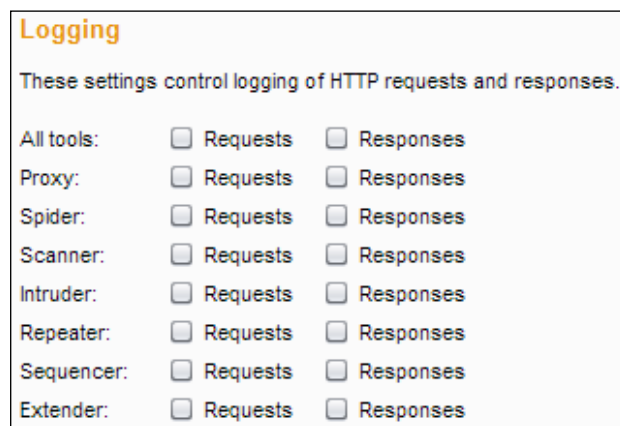 Logging
These settings control logging of HTTP requests and responses.
All tools: Requests Responses
Proxy: Requests Responses
Spider: Requests Responses
Scanner: Requests Responses
Intruder: Requests Responses
Repeater: Requests Responses
Sequencer: Requests Responses
Extender: Requests Responses